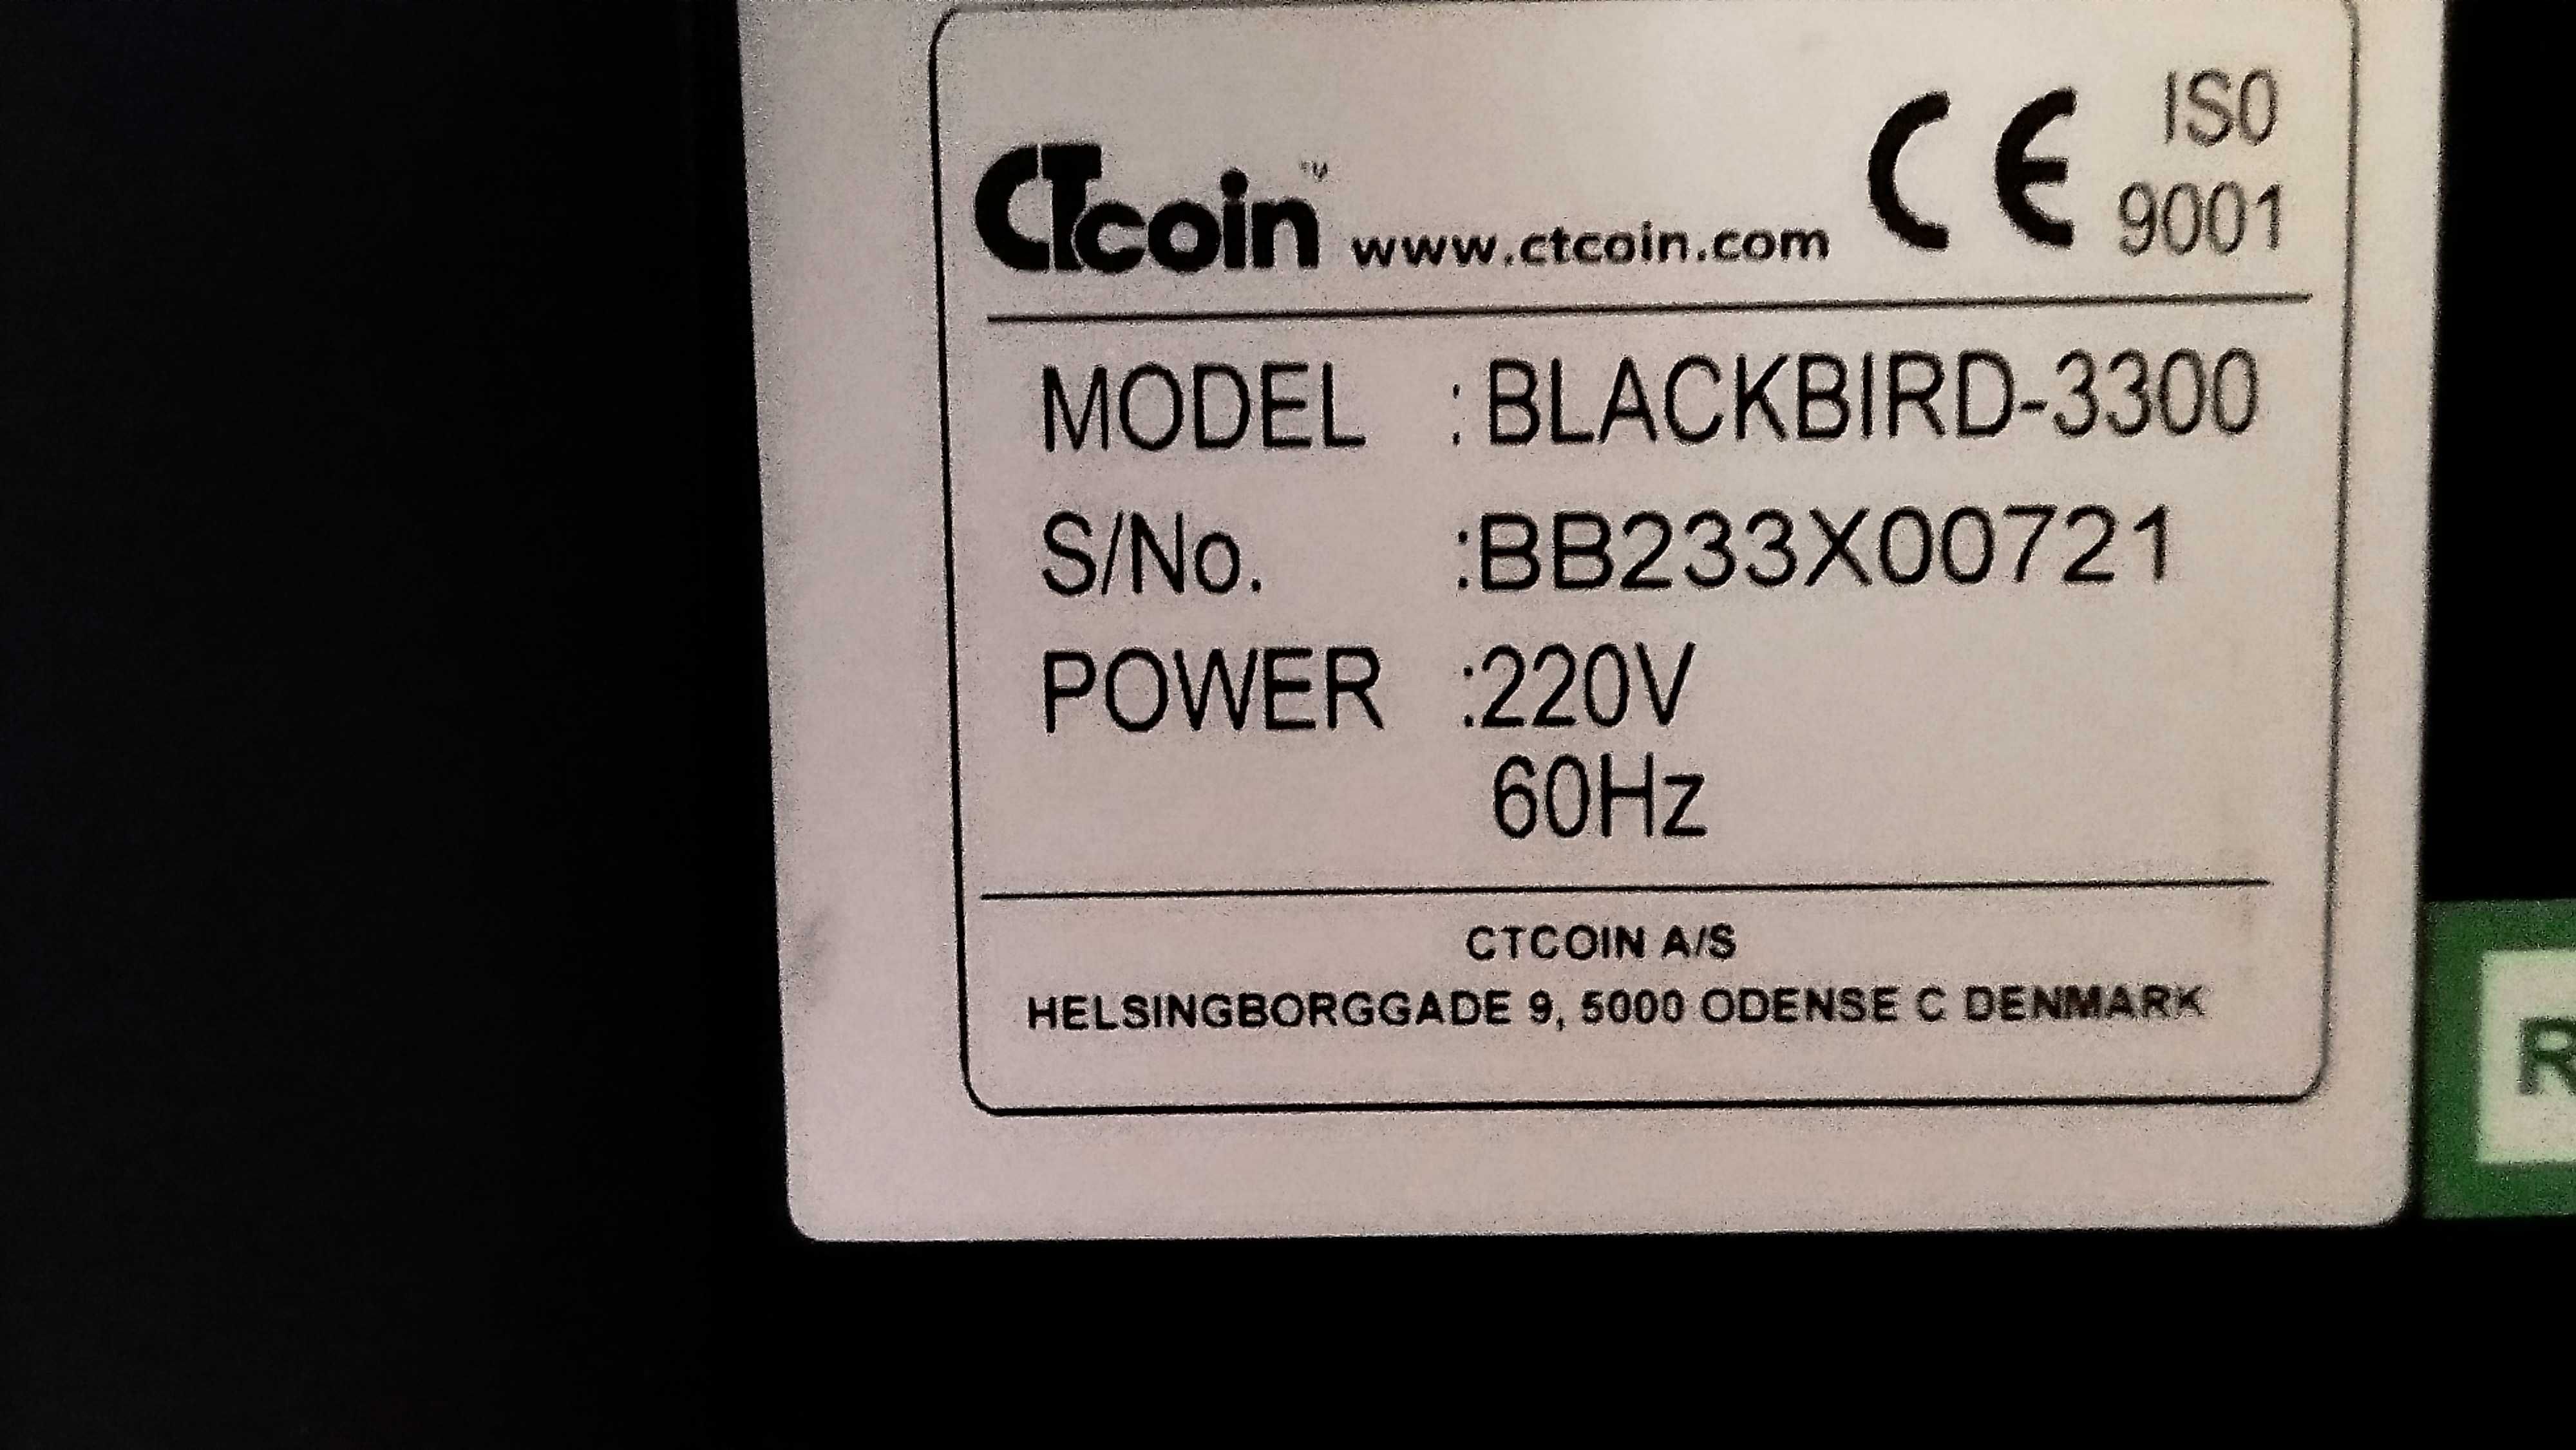 CTcoin™ www.ctcoin.com CE ISO 9001
MODEL : BLACKBIRD-3300
S/No. :BB233X00721
POWER :220V
60Hz
CTCOIN A/S
HELSINGBORGGADE 9, 5000 ODENSE C DENMARK
R